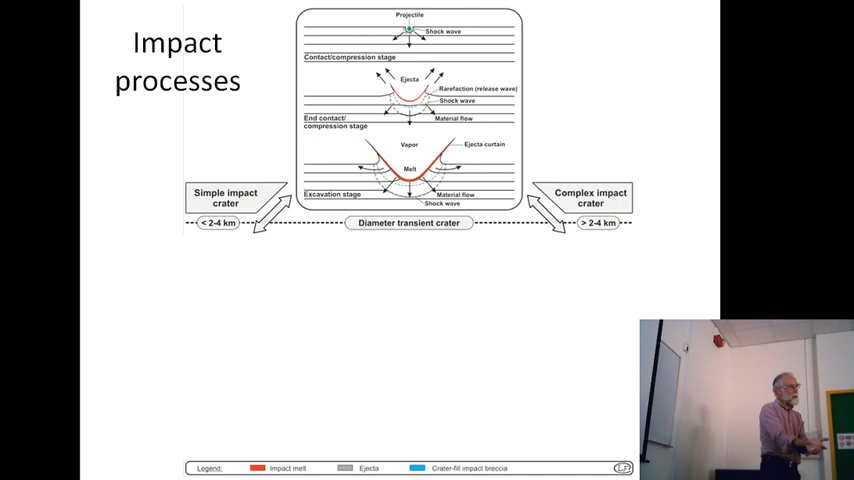 Impact
processes
Projectile
Shock wave
Contact/compression stage
Ejecta
Rarefaction (release wave)
Shock wave
Material flow
End contact/
compression stage
Vapor
Ejecta curtain
Melt
Excavation stage
Material flow
Shock wave
Simple impact
crater
< 2-4 km
Diameter transient crater
Complex impact
crater
> 2-4 km
Legend:
Impact melt
Ejecta
Crater-fill impact breccia